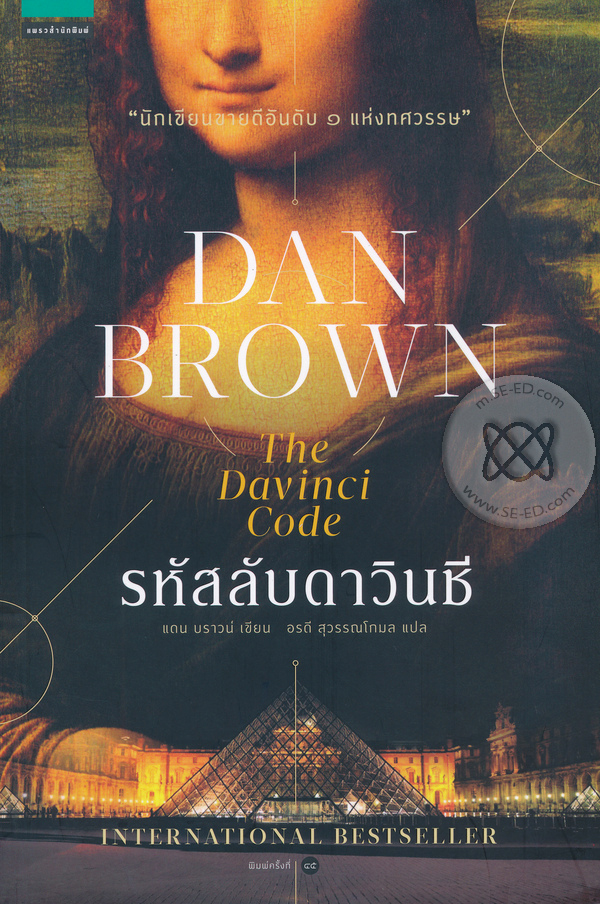 แพรวสำนักพิมพ์
“นักเขียนขายดีอันดับ ๑ แห่งทศวรรษ”
DAN
BROWN
m.SE-ED.com
www.SE-ED.com
The
Davinci
Code
รหัสลับดาวินชี
แดน บราวน์ เขียน อรดี สุวรรณโกมล แปล
INTERNATIONAL BESTSELLER
พิมพ์ครั้งที่ ๔๕